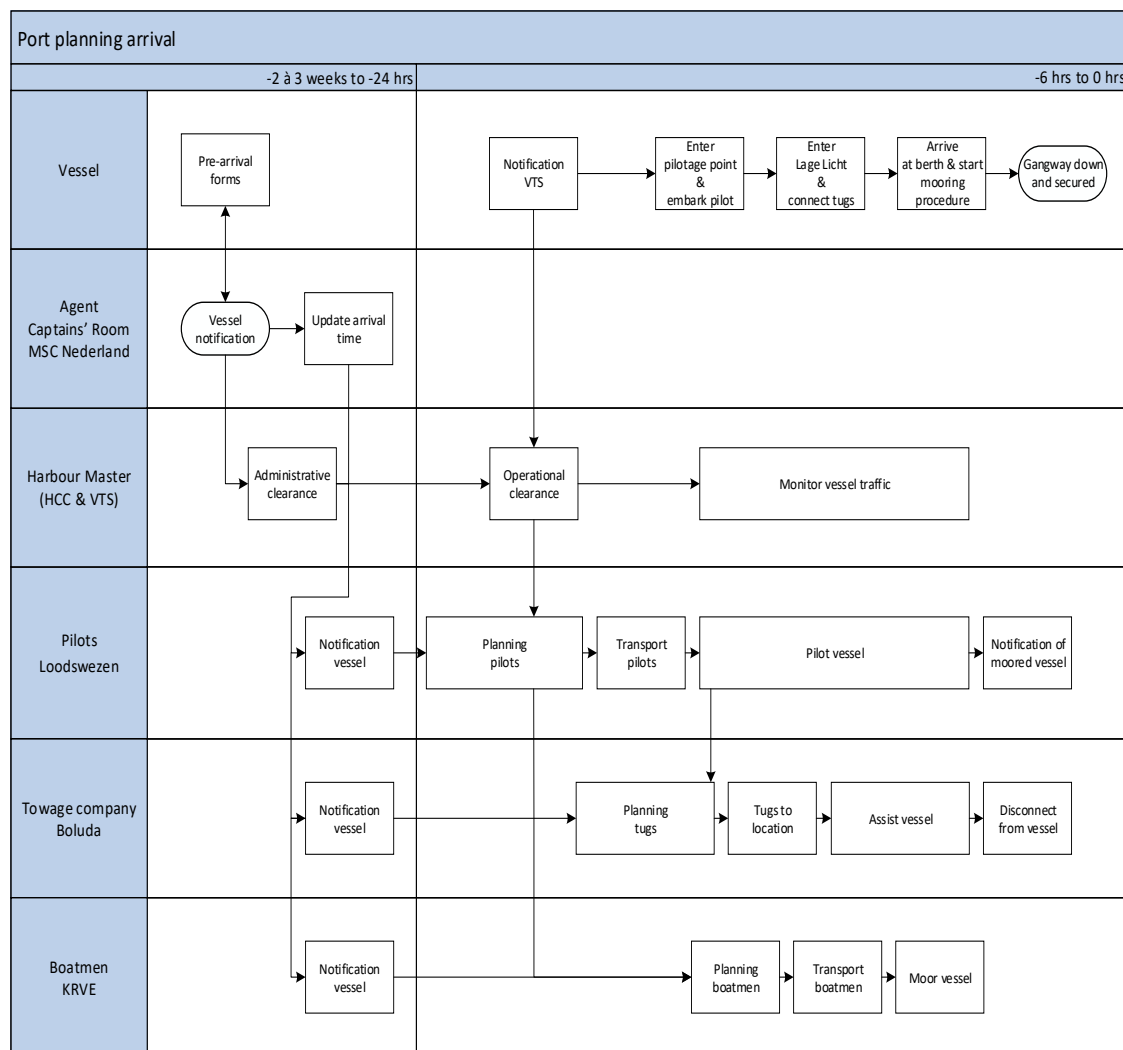 Port planning arrival
-2 à 3 weeks to -24 hrs
-6 hrs to 0 hrs
Vessel
Pre-arrival
forms
Notification
VTS
Enter
pilotage point
&
embark pilot
Enter
Lage Licht
&
connect tugs
Arrive
at berth & start
mooring
procedure
Gangway down
and secured
Agent
Captains' Room
MSC Nederland
Vessel
notification
Update arrival
time
Harbour Master
(HCC & VTS)
Administrative
clearance
Operational
clearance
Monitor vessel traffic
Pilots
Loodswezen
Notification
vessel
Planning
pilots
Transport
pilots
Pilot vessel
Notification of
moored vessel
Towage company
Boluda
Notification
vessel
Planning
tugs
Tugs to
location
Assist vessel
Disconnect
from vessel
Boatmen
KRVE
Notification
vessel
Planning
boatmen
Transport
boatmen
Moor vessel